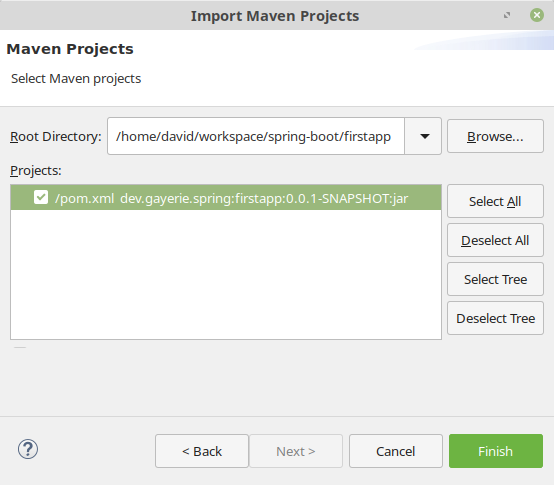 Import Maven Projects
Maven Projects
Select Maven projects
Root Directory: /home/david/workspace/spring-boot/firstapp Browse...
Projects:
/pom.xml dev.gayerie.spring:firstapp:0.0.1-SNAPSHOT:jar
Select All
Deselect All
Select Tree
Deselect Tree
? < Back Next > Cancel Finish